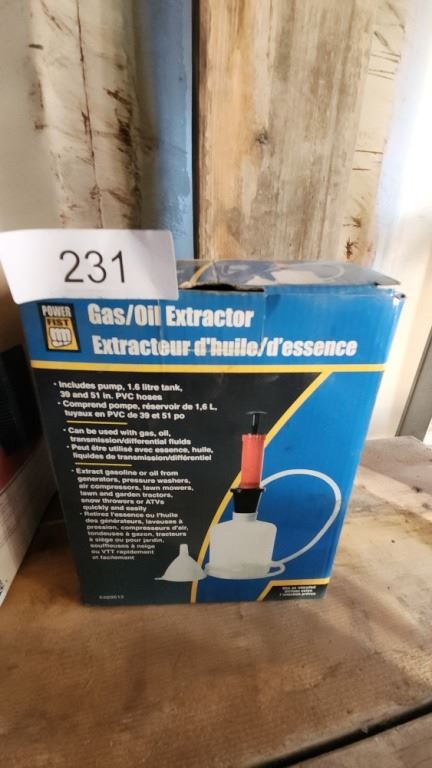 231
POWER
FIST
Gas/Oil Extractor
Extracteur d'huile/d'essence
• Includes pump, 1.6 litre tank,
39 and 51 in. PVC hoses
• Comprend pompe, réservoir de 1,6 L,
tuyaux en PVC de 39 et 51 po
• Can be used with gas, oil,
transmission/differential fluids
• Peut être utilisé avec essence, huile,
liquides de transmission/différentiel
• Extract gasoline or oil from
generators, pressure washers,
air compressors, lawn mowers,
lawn and garden tractors,
snow throwers or ATVs
quickly and easily
• Retirez l'essence ou l'huile
des générateurs, laveuses à
pression, compresseurs d'air,
tondeuses à gazon, tracteurs
à siège ou pour jardin,
souffleuses à neige
ou VTT rapidement
et facilement